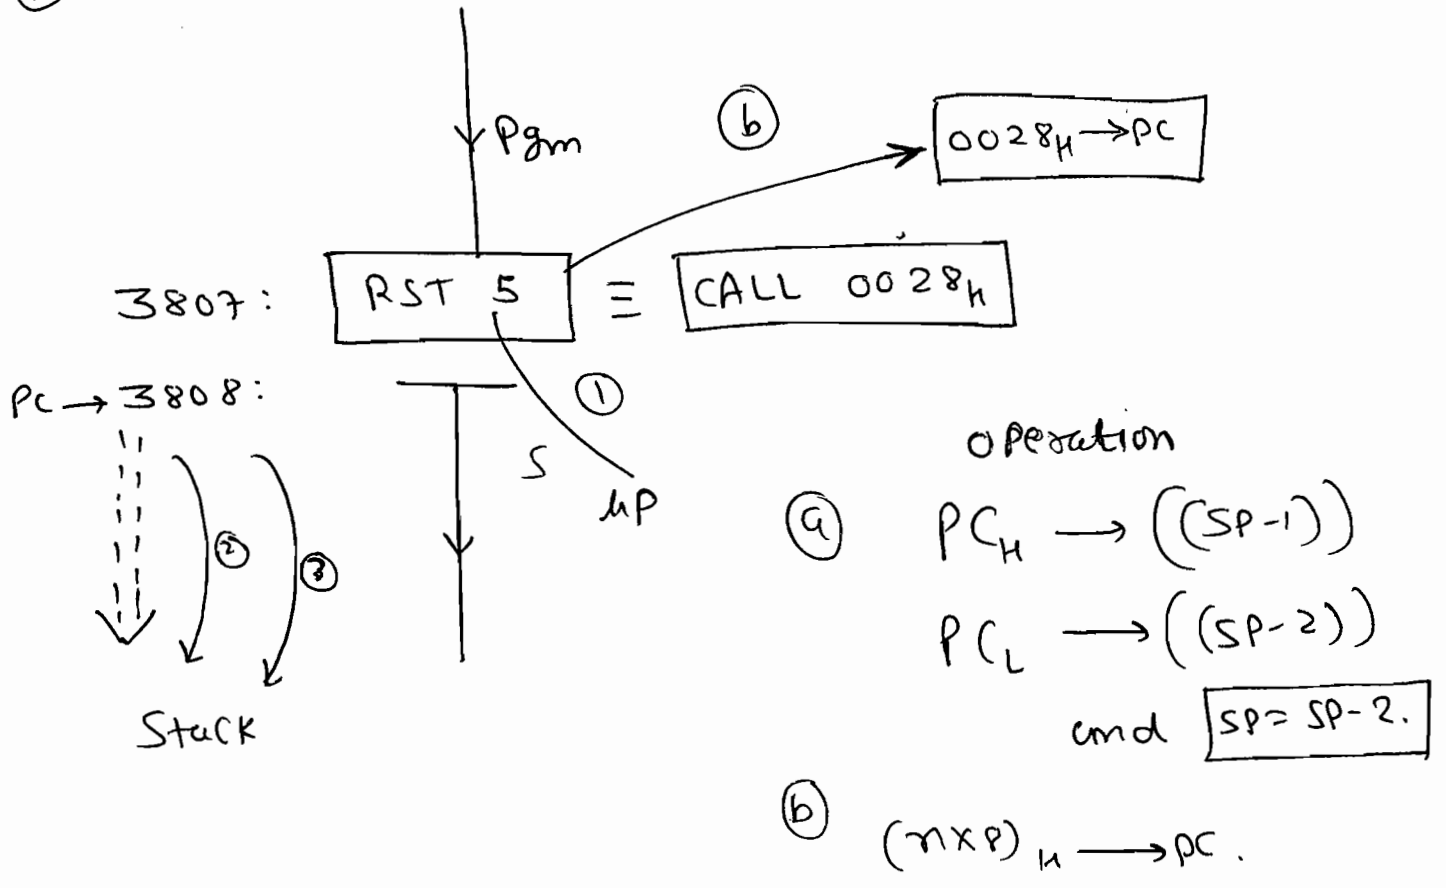 Pgm
b
0028H→PC
3807: RST 5 ≡ CALL 0028H
PC→3808:
1
S
μP
2
3
Stack
operation
a PCH → ((SP-1))
PCL → ((SP-2))
and SP=SP-2.
b (n×8)H → PC.